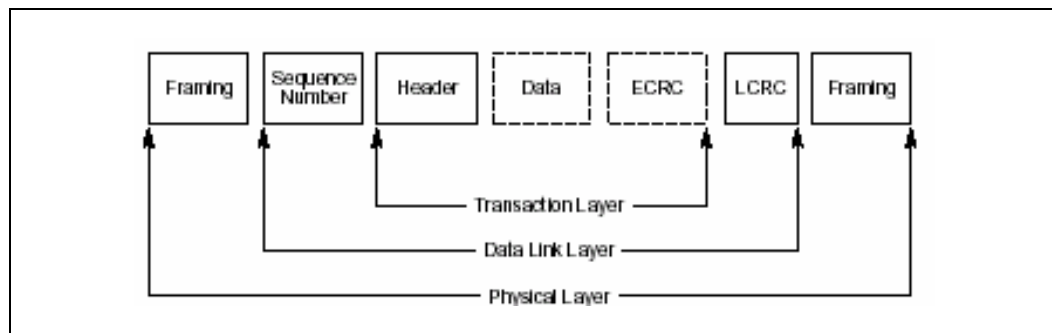 Framing
Sequence
Number
Header
Data
ECRC
LCRC
Framing
Transaction Layer
Data Link Layer
Physical Layer